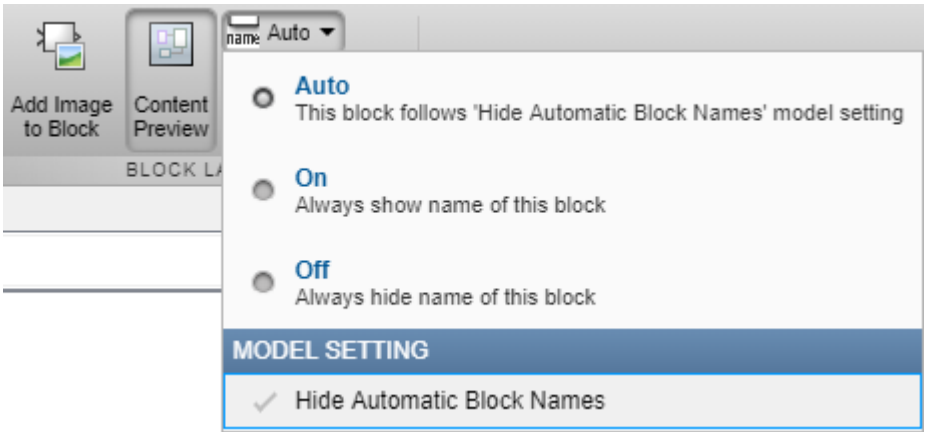 name Auto
Add Image
to Block
Content
Preview
BLOCK LA
Auto
This block follows 'Hide Automatic Block Names' model setting
On
Always show name of this block
Off
Always hide name of this block
MODEL SETTING
Hide Automatic Block Names